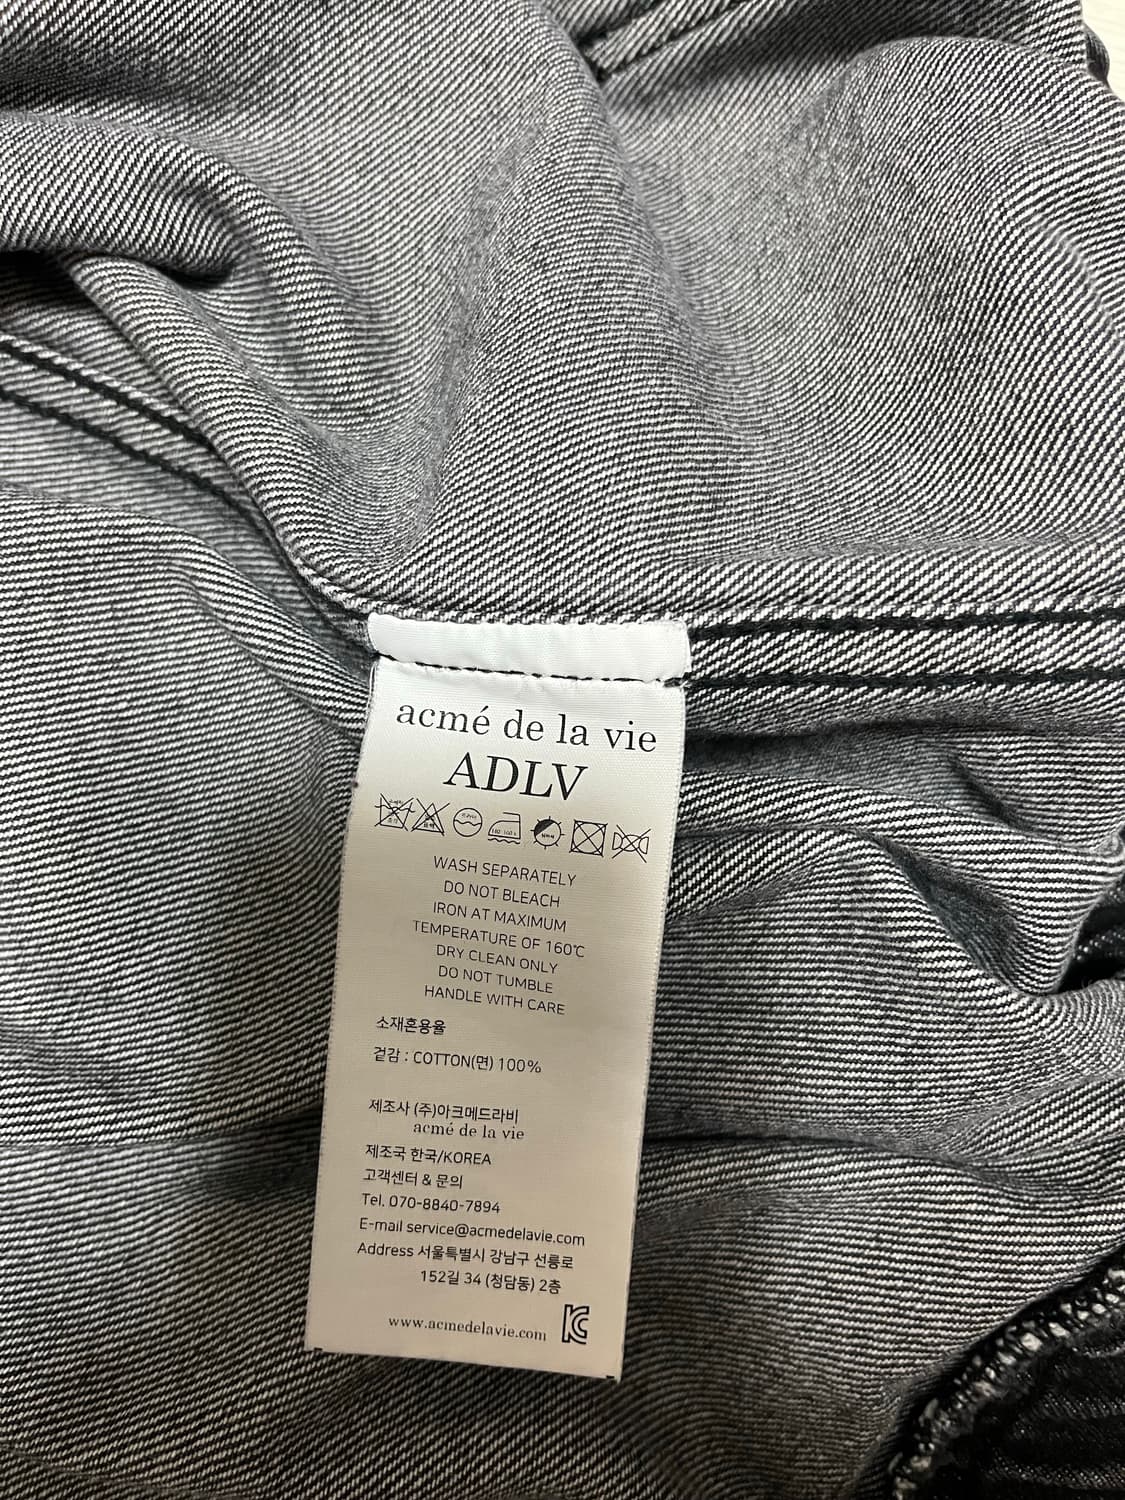 acmé de la vie
ADLV
WASH SEPARATELY
DO NOT BLEACH
IRON AT MAXIMUM
TEMPERATURE OF 160℃
DRY CLEAN ONLY
DO NOT TUMBLE
HANDLE WITH CARE
소재혼용율
겉감 : COTTON(면) 100%
제조사 (주)아크메드라비
acmé de la vie
제조국 한국/KOREA
고객센터 & 문의
Tel. 070-8840-7894
E-mail service@acmedelavie.com
Address 서울특별시 강남구 선릉로
152길 34 (청담동) 2층
www.acmedelavie.com